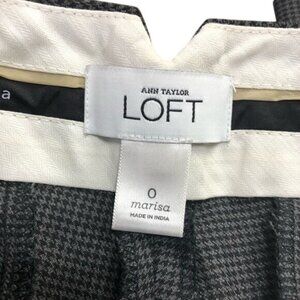 a
ANN TAYLOR
LOFT
0
marisa
MADE IN INDIA